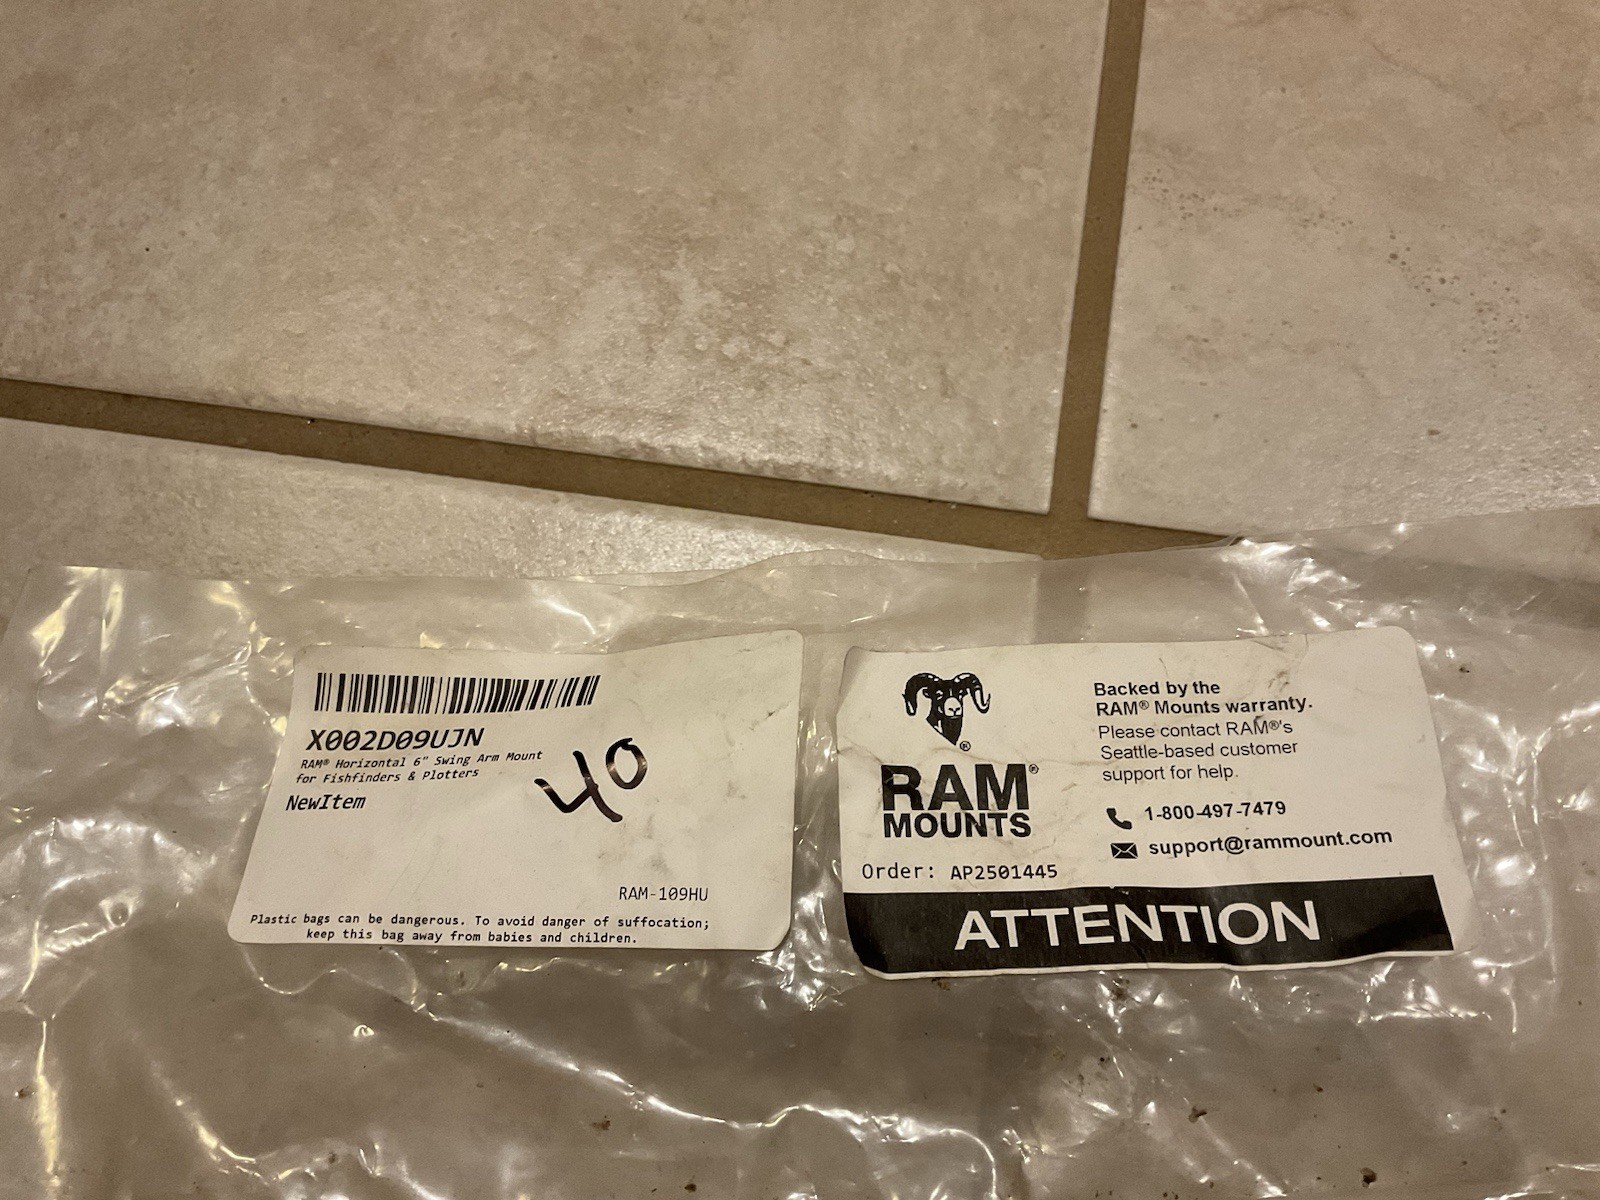 X002D09UJN
RAM® Horizontal 6" Swing Arm Mount
for Fishfinders & Plotters
NewItem
40
RAM-109HU
Plastic bags can be dangerous. To avoid danger of suffocation;
keep this bag away from babies and children.
®
RAM®
MOUNTS
Backed by the
RAM® Mounts warranty.
Please contact RAM®'s
Seattle-based customer
support for help.
1-800-497-7479
support@rammount.com
Order: AP2501445
ATTENTION